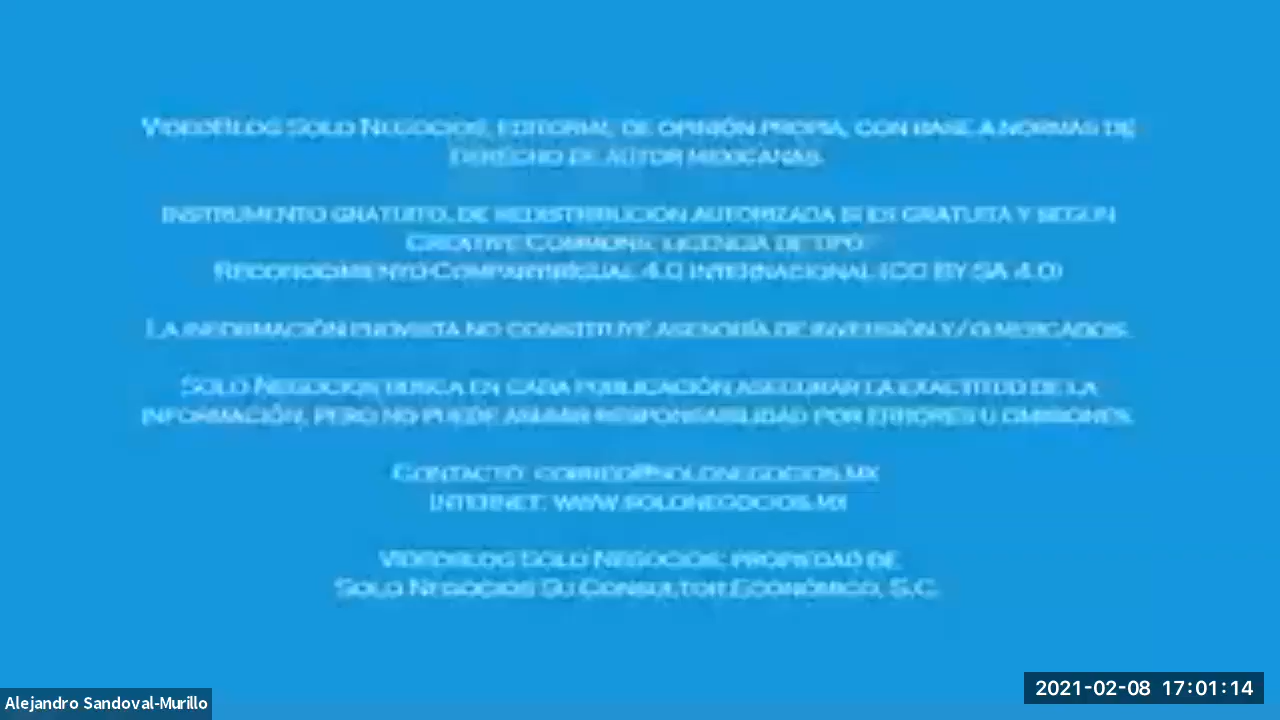 VideoBlog Solo Negocios, editorial de opinión propia, con base a normas de
derecho de autor mexicanas.
Instrumento gratuito, de redistribución autorizada si es gratuita y según
Creative Commons: licencia de tipo
Reconocimiento-CompartirIgual 4.0 Internacional (CC BY-SA 4.0)
La información provista no constituye asesoría de inversión y/o mercados.
Solo Negocios busca en cada publicación asegurar la exactitud de la
información, pero no puede asumir responsabilidad por errores u omisiones.
Contacto: correo@solonegocios.mx
Internet: www.solonegocios.mx
Videoblog Solo Negocios: propiedad de
Solo Negocios Su Consultor Económico, S.C.
Alejandro Sandoval-Murillo
2021-02-08 17:01:14